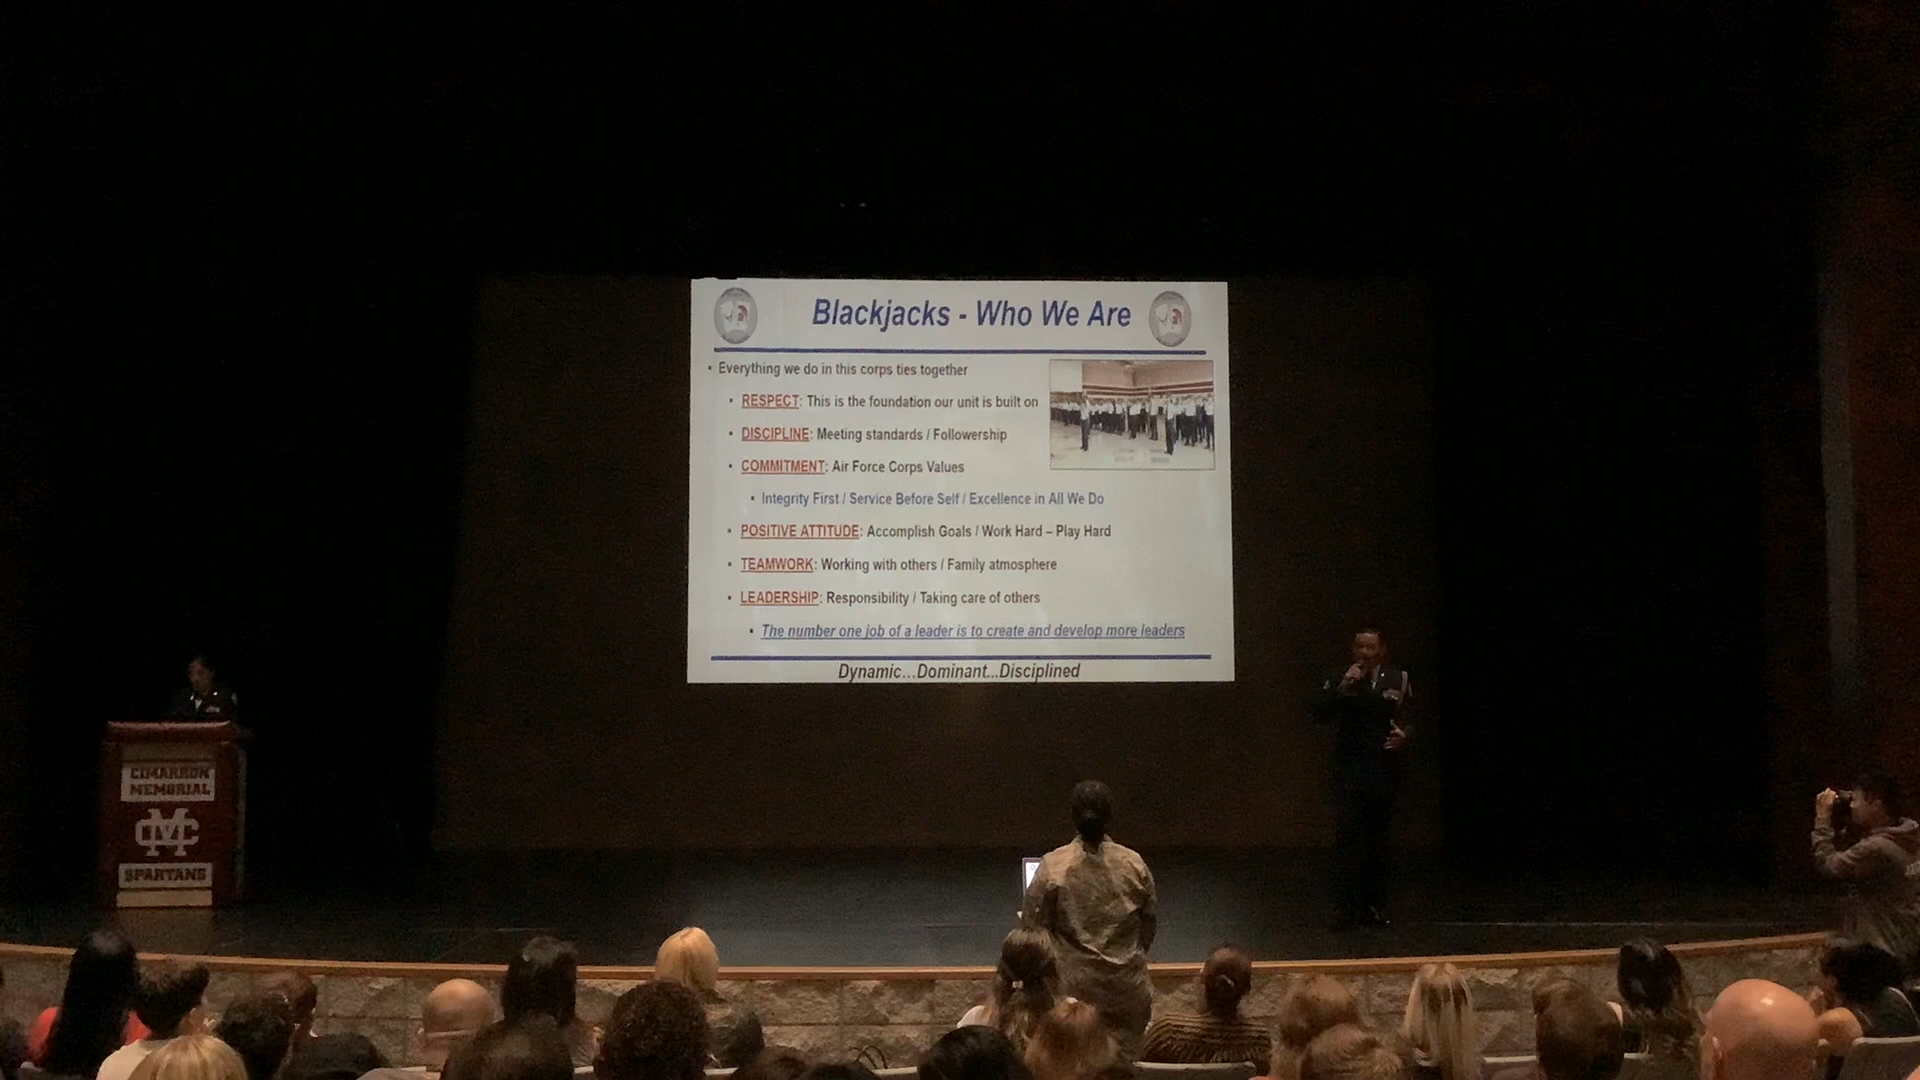 Blackjacks - Who We Are
• Everything we do in this corps ties together
• RESPECT: This is the foundation our unit is built on
• DISCIPLINE: Meeting standards / Followership
• COMMITMENT: Air Force Corps Values
• Integrity First / Service Before Self / Excellence in All We Do
• POSITIVE ATTITUDE: Accomplish Goals / Work Hard – Play Hard
• TEAMWORK: Working with others / Family atmosphere
• LEADERSHIP: Responsibility / Taking care of others
• The number one job of a leader is to create and develop more leaders
Dynamic...Dominant...Disciplined
CIMARRON
MEMORIAL
CM
SPARTANS